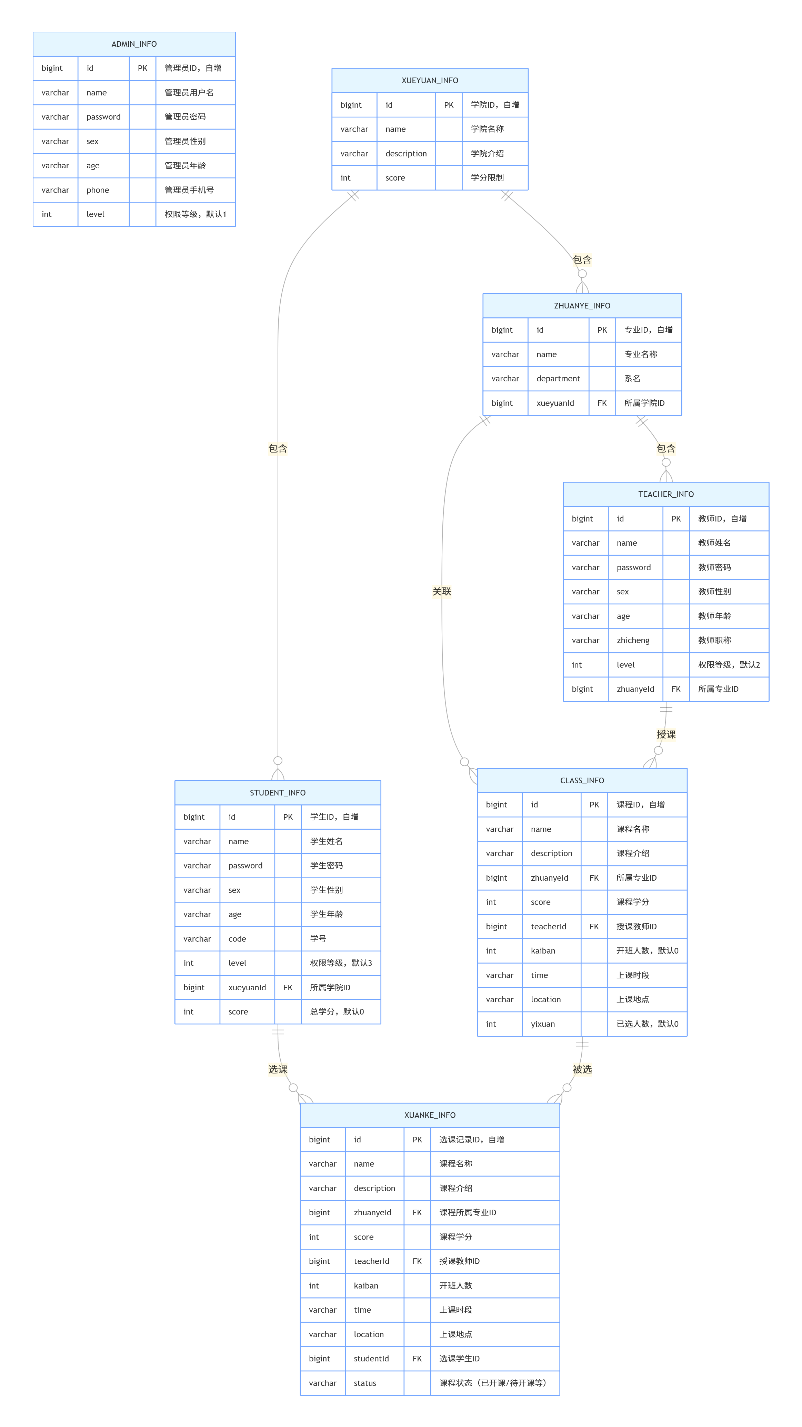 ADMIN_INFO
bigint id PK 管理员ID，自增
varchar name 管理员用户名
varchar password 管理员密码
varchar sex 管理员性别
varchar age 管理员年龄
varchar phone 管理员手机号
int level 权限等级，默认1
XUEYUAN_INFO
bigint id PK 学院ID，自增
varchar name 学院名称
varchar description 学院介绍
int score 学分限制
包含
ZHUANYE_INFO
bigint id PK 专业ID，自增
varchar name 专业名称
varchar department 系名
bigint xueyuanId FK 所属学院ID
包含
包含
TEACHER_INFO
bigint id PK 教师ID，自增
varchar name 教师姓名
varchar password 教师密码
varchar sex 教师性别
varchar age 教师年龄
varchar zhicheng 教师职称
int level 权限等级，默认2
bigint zhuanyeId FK 所属专业ID
关联
授课
STUDENT_INFO
bigint id PK 学生ID，自增
varchar name 学生姓名
varchar password 学生密码
varchar sex 学生性别
varchar age 学生年龄
varchar code 学号
int level 权限等级，默认3
bigint xueyuanId FK 所属学院ID
int score 总学分，默认0
CLASS_INFO
bigint id PK 课程ID，自增
varchar name 课程名称
varchar description 课程介绍
bigint zhuanyeId FK 所属专业ID
int score 课程学分
bigint teacherId FK 授课教师ID
int kaiban 开班人数，默认0
varchar time 上课时段
varchar location 上课地点
int yixuan 已选人数，默认0
选课
被选
XUANKE_INFO
bigint id PK 选课记录ID，自增
varchar name 课程名称
varchar description 课程介绍
bigint zhuanyeId FK 课程所属专业ID
int score 课程学分
bigint teacherId FK 授课教师ID
int kaiban 开班人数
varchar time 上课时段
varchar location 上课地点
bigint studentId FK 选课学生ID
varchar status 课程状态（已开课/待开课等）